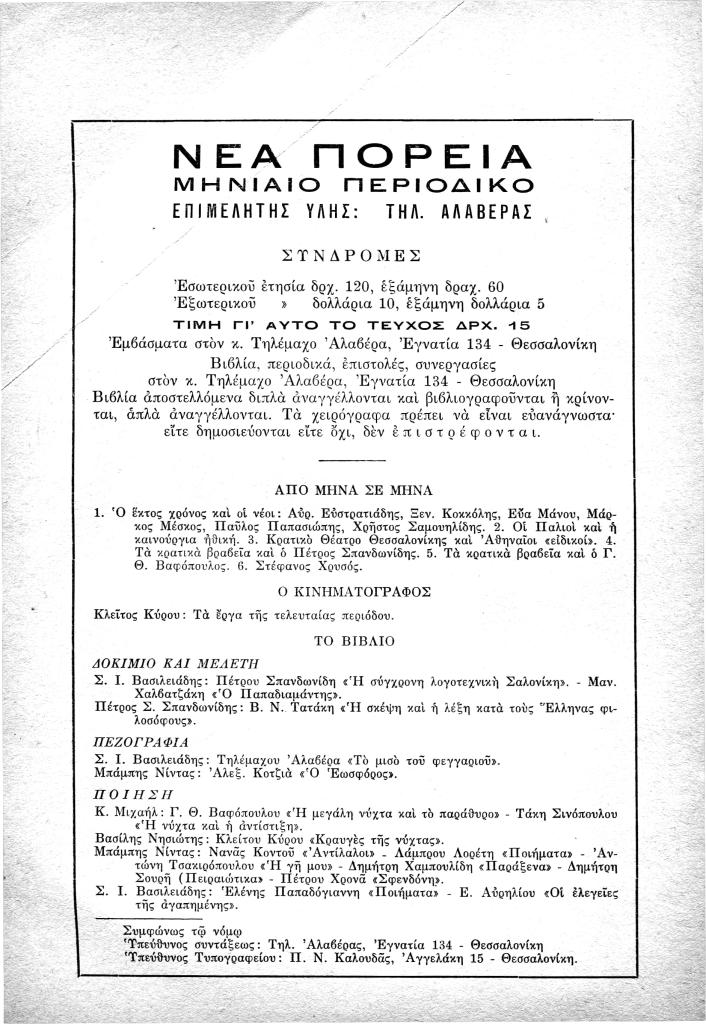 ΝΕΑ ΠΟΡΕΙΑ
ΜΗΝΙΑΙΟ ΠΕΡΙΟΔΙΚΟ
ΕΠΙΜΕΛΗΤΗΣ ΥΛΗΣ: ΤΗΛ. ΑΛΑΒΕΡΑΣ
ΣΥΝΔΡΟΜΕΣ
Ἐσωτερικοῦ ἐτησία δρχ. 120, ἑξάμηνη δραχ. 60
Ἐξωτερικοῦ » δολλάρια 10, ἑξάμηνη δολλάρια 5
ΤΙΜΗ ΓΙ' ΑΥΤΟ ΤΟ ΤΕΥΧΟΣ ΔΡΧ. 15
Ἐμβάσματα στὸν κ. Τηλέμαχο Ἀλαβέρα, Ἐγνατία 134 - Θεσσαλονίκη
Βιβλία, περιοδικά, ἐπιστολές, συνεργασίες
στὸν κ. Τηλέμαχο Ἀλαβέρα, Ἐγνατία 134 - Θεσσαλονίκη
Βιβλία ἀποστελλόμενα διπλὰ ἀναγγέλλονται καὶ βιβλιογραφοῦνται ἢ κρίνον-
ται, ἁπλὰ ἀναγγέλλονται. Τὰ χειρόγραφα πρέπει νὰ εἶναι εὐανάγνωστα·
εἴτε δημοσιεύονται εἴτε ὄχι, δὲν ἐπιστρέφονται.
ΑΠΟ ΜΗΝΑ ΣΕ ΜΗΝΑ
1. Ὁ ἕκτος χρόνος καὶ οἱ νέοι: Αὐρ. Εὐστρατιάδης, Ξεν. Κοκκόλης, Εὔα Μάνου, Μάρ-
κος Μέσκος, Παῦλος Παπασιώπης, Χρῆστος Σαμουηλίδης. 2. Οἱ Παλιοὶ καὶ ἡ
καινούργια ἠθική. 3. Κρατικὸ Θέατρο Θεσσαλονίκης καὶ Ἀθηναῖοι «εἰδικοί». 4.
Τὰ κρατικὰ βραβεῖα καὶ ὁ Πέτρος Σπανδωνίδης. 5. Τὰ κρατικὰ βραβεῖα καὶ ὁ Γ.
Θ. Βαφόπουλος. 6. Στέφανος Χρυσός.
Ο ΚΙΝΗΜΑΤΟΓΡΑΦΟΣ
Κλεῖτος Κύρου: Τὰ ἔργα τῆς τελευταίας περιόδου.
ΤΟ ΒΙΒΛΙΟ
ΔΟΚΙΜΙΟ ΚΑΙ ΜΕΛΕΤΗ
Σ. Ι. Βασιλειάδης: Πέτρου Σπανδωνίδη «Ἡ σύγχρονη λογοτεχνικὴ Σαλονίκη». - Μαν.
Χαλβατζάκη «Ὁ Παπαδιαμάντης».
Πέτρος Σ. Σπανδωνίδης: Β. Ν. Τατάκη «Ἡ σκέψη καὶ ἡ λέξη κατὰ τοὺς Ἕλληνας φι-
λοσόφους».
ΠΕΖΟΓΡΑΦΙΑ
Σ. Ι. Βασιλειάδης: Τηλέμαχου Ἀλαβέρα «Τὸ μισὸ τοῦ φεγγαριοῦ».
Μπάμπης Νίντας: Ἀλεξ. Κοτζιᾶ «Ὁ Ἑωσφόρος».
ΠΟΙΗΣΗ
Κ. Μιχαήλ: Γ. Θ. Βαφόπουλου «Ἡ μεγάλη νύχτα καὶ τὸ παράθυρο» - Τάκη Σινόπουλου
«Ἡ νύχτα καὶ ἡ ἀντίστιξη».
Βασίλης Νησιώτης: Κλείτου Κύρου «Κραυγὲς τῆς νύχτας».
Μπάμπης Νίντας: Νανᾶς Κοντοῦ «Ἀντίλαλοι» - Λάμπρου Λορέτη «Ποιήματα» - Ἀν-
τώνη Τσακιρόπουλου «Ἡ γῆ μου» - Δημήτρη Χαμπουλίδη «Παράξενα» - Δημήτρη
Σουρῆ (Πειραιώτικα» - Πέτρου Χρονᾶ «Σφενδόνη».
Σ. Ι. Βασιλειάδης: Ἑλένης Παπαδόγιαννη «Ποιήματα» - Ε. Αὐρηλίου «Οἱ ἐλεγεῖες
τῆς ἀγαπημένης».
Συμφώνως τῷ νόμῳ
Ὑπεύθυνος συντάξεως: Τηλ. Ἀλαβέρας, Ἐγνατία 134 - Θεσσαλονίκη
Ὑπεύθυνος Τυπογραφείου: Π. Ν. Καλουδᾶς, Ἀγγελάκη 15 - Θεσσαλονίκη.